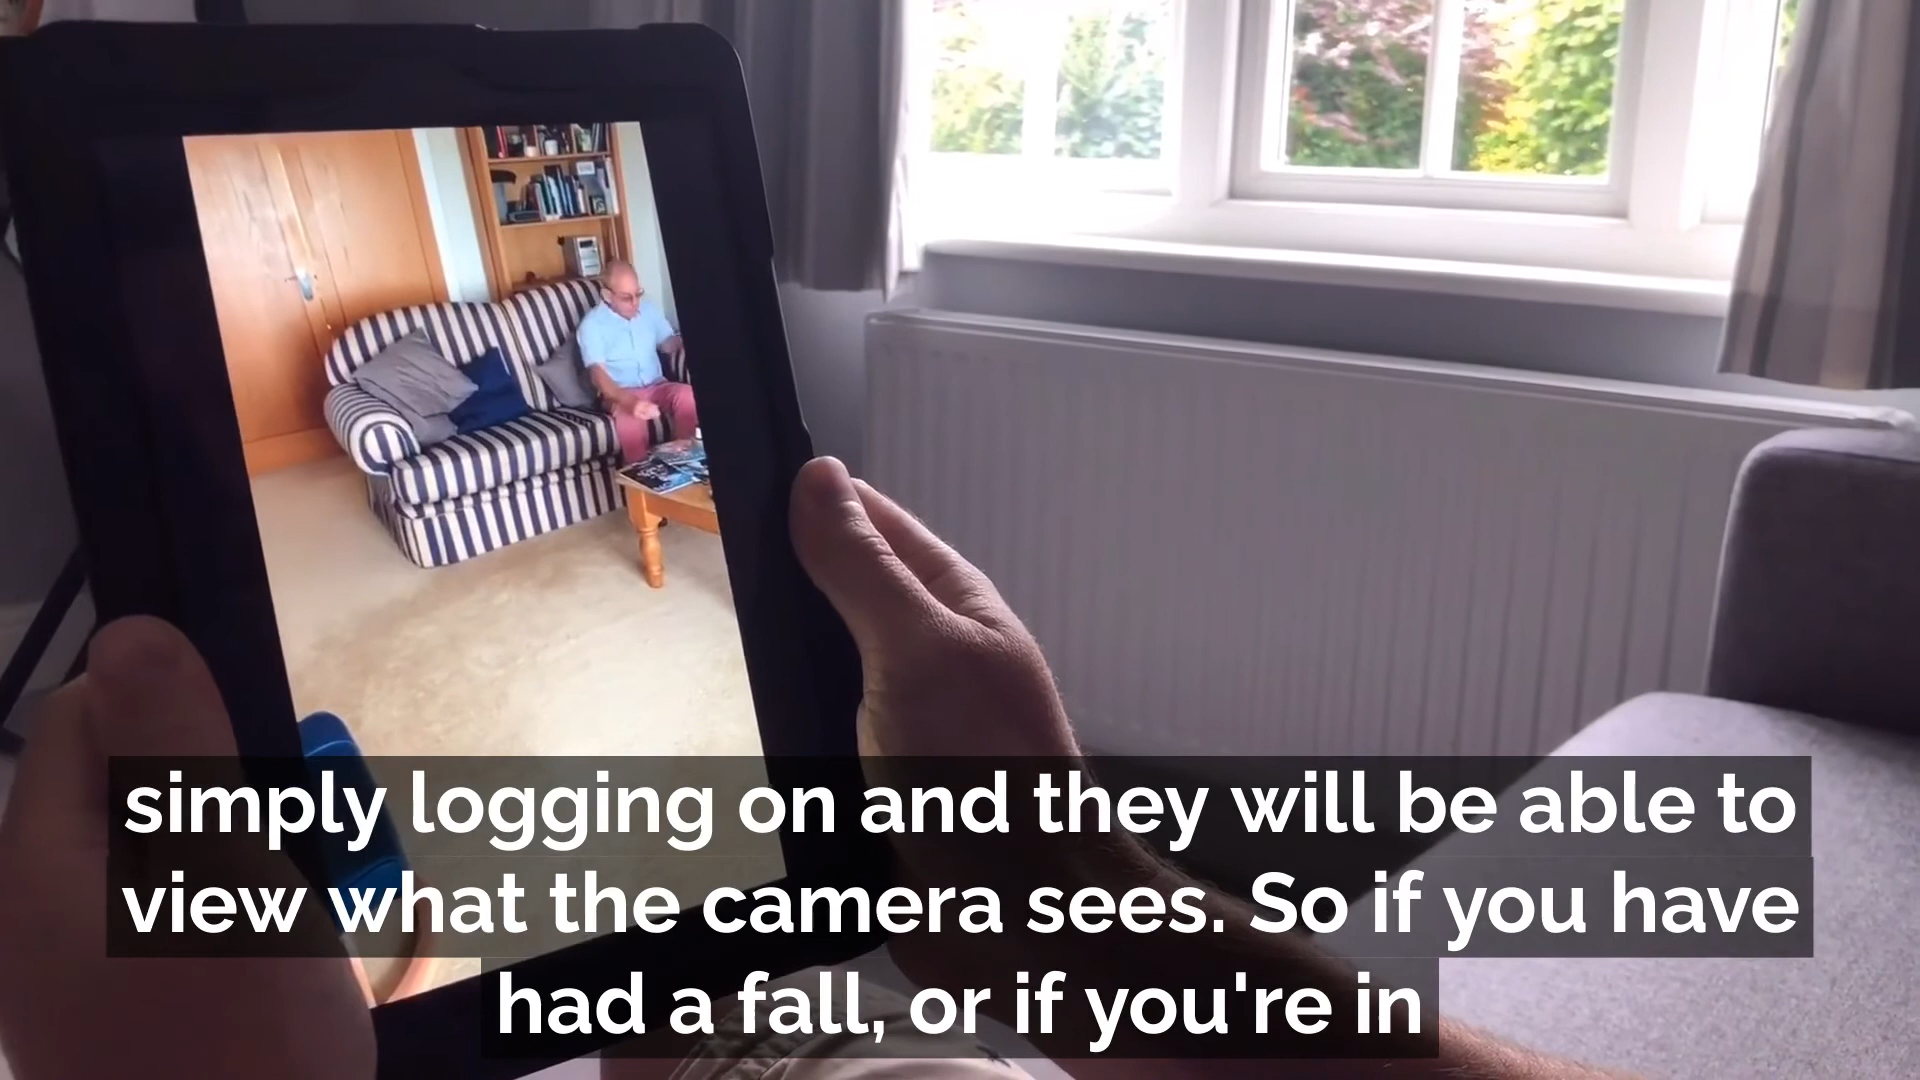 simply logging on and they will be able to
view what the camera sees. So if you have
had a fall, or if you're in